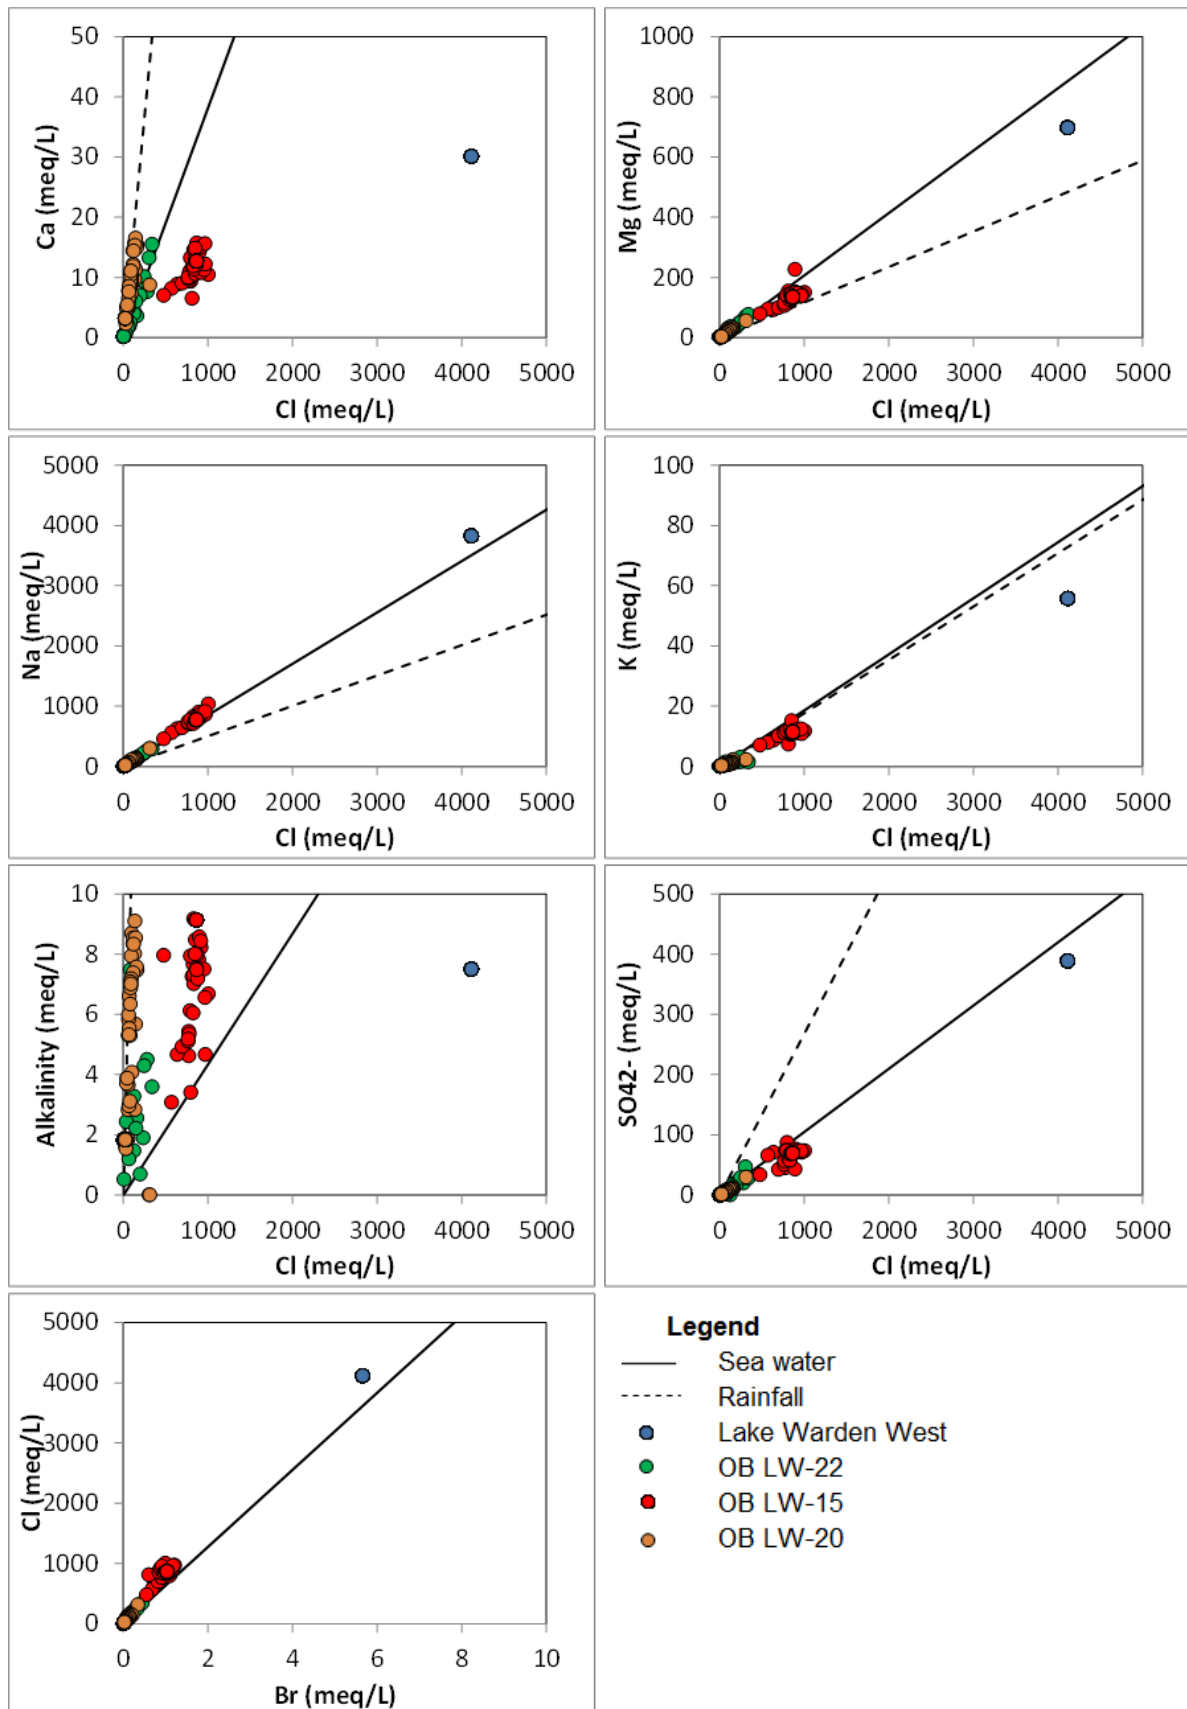 50
40
30
20
10
0
Ca (meq/L)
0 1000 2000 3000 4000 5000
Cl (meq/L)
1000
800
600
400
200
0
Mg (meq/L)
0 1000 2000 3000 4000 5000
Cl (meq/L)
5000
4000
3000
2000
1000
0
Na (meq/L)
0 1000 2000 3000 4000 5000
Cl (meq/L)
100
80
60
40
20
0
K (meq/L)
0 1000 2000 3000 4000 5000
Cl (meq/L)
10
8
6
4
2
0
Alkalinity (meq/L)
0 1000 2000 3000 4000 5000
Cl (meq/L)
500
400
300
200
100
0
SO42- (meq/L)
0 1000 2000 3000 4000 5000
Cl (meq/L)
5000
4000
3000
2000
1000
0
Cl (meq/L)
0 2 4 6 8 10
Br (meq/L)
Legend
Sea water
Rainfall
Lake Warden West
OB LW-22
OB LW-15
OB LW-20